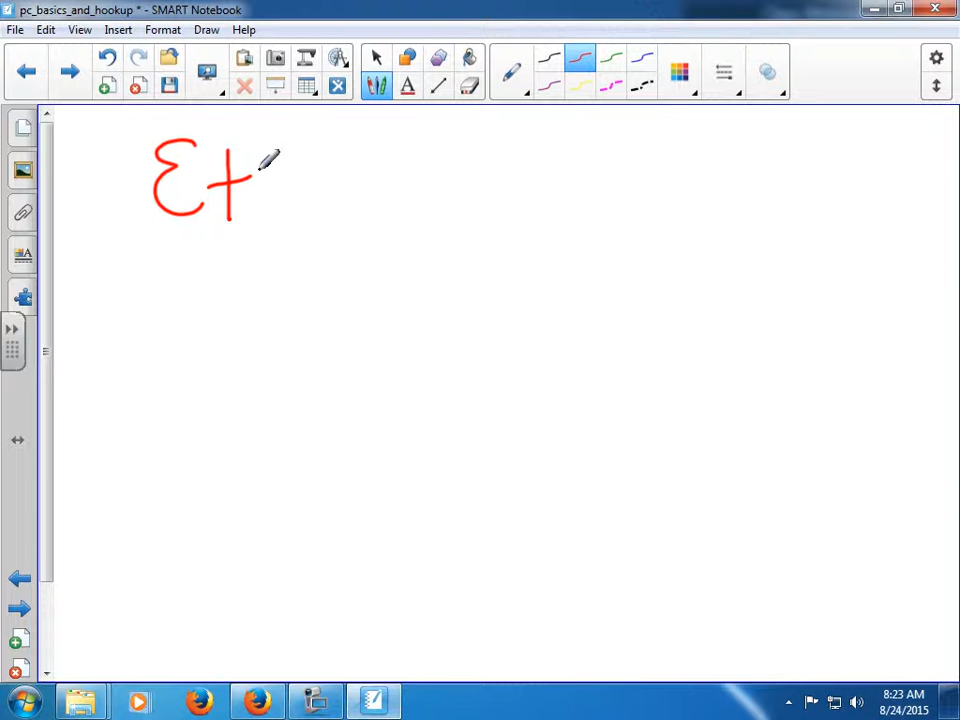 pc_basics_and_hookup * - SMART Notebook
File Edit View Insert Format Draw Help
Et
8:23 AM
8/24/2015